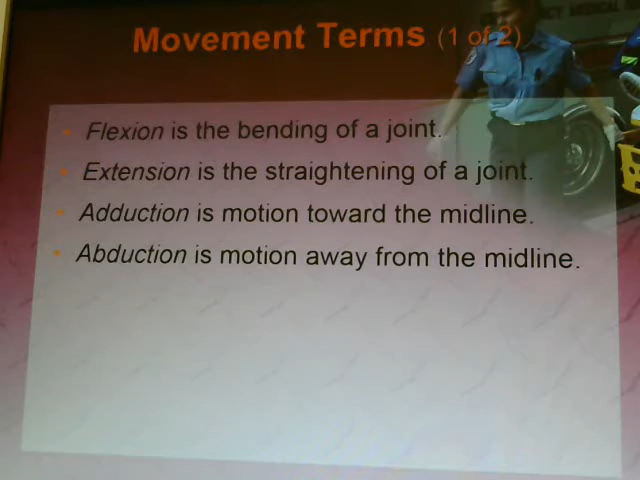 Movement Terms (1 of 2)
• Flexion is the bending of a joint.
• Extension is the straightening of a joint.
• Adduction is motion toward the midline.
• Abduction is motion away from the midline.